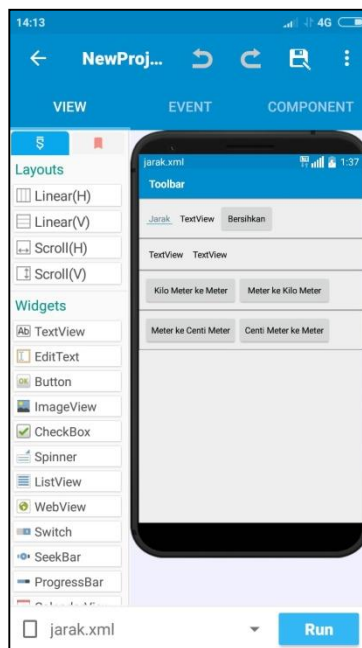 14:13 4G
NewProj...
VIEW EVENT COMPONENT
Layouts
Linear(H)
Linear(V)
Scroll(H)
Scroll(V)
Widgets
Ab TextView
EditText
OK Button
ImageView
CheckBox
Spinner
ListView
WebView
Switch
SeekBar
ProgressBar
jarak.xml 1:37
Toolbar
Jarak TextView Bersihkan
TextView TextView
Kilo Meter ke Meter Meter ke Kilo Meter
Meter ke Centi Meter Centi Meter ke Meter
jarak.xml Run